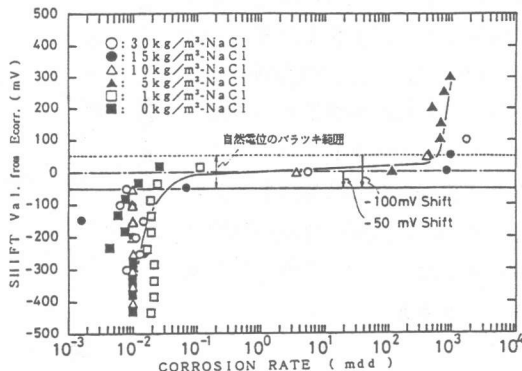 500
400
300
200
100
0
-100
-200
-300
-400
-500
SHIFT Val. from Ecorr. (mV)
○: 30kg/m³-NaCl
●: 15kg/m³-NaCl
△: 10kg/m³-NaCl
▲: 5kg/m³-NaCl
□: 1kg/m³-NaCl
■: 0kg/m³-NaCl
自然電位のバラツキ範囲
-100mV Shift
-50 mV Shift
10⁻³ 10⁻² 10⁻¹ 10⁰ 10¹ 10² 10³ 10⁴
CORROSION RATE ( mdd )